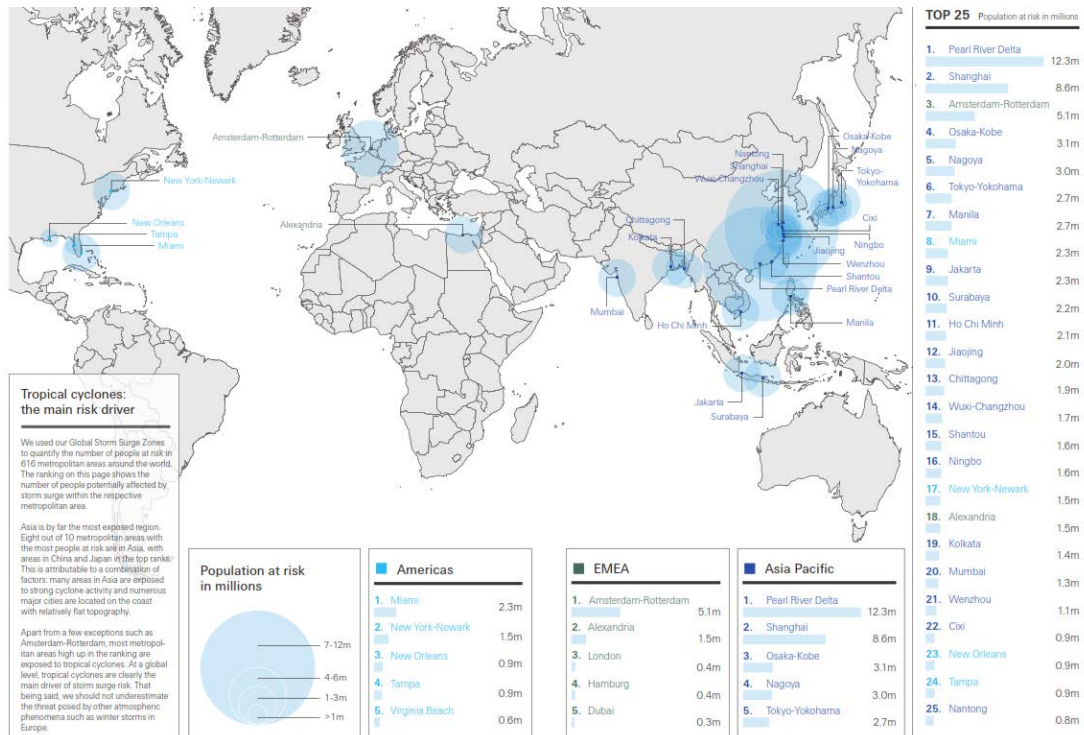 Amsterdam-Rotterdam
New York-Newark
New Orleans
Tampa
Miami
Alexandria
Mumbai
Chittagong
Kolkata
Ho Chi Minh
Jakarta
Surabaya
Nantong
Shanghai
Wuxi-Changzhou
Osaka-Kobe
Nagoya
Tokyo-
Yokohama
Cixi
Ningbo
Jiaojing
Wenzhou
Shantou
Pearl River Delta
Manila
Tropical cyclones:
the main risk driver
We used our Global Storm Surge Zones
to quantify the number of people at risk in
616 metropolitan areas around the world.
The ranking on this page shows the
number of people potentially affected by
storm surge within the respective
metropolitan area.
Asia is by far the most exposed region.
Eight out of 10 metropolitan areas with
the most people at risk are in Asia, with
areas in China and Japan in the top ranks.
This is attributable to a combination of
factors: many areas in Asia are exposed
to strong cyclone activity and numerous
major cities are located on the coast
with relatively flat topography.
Apart from a few exceptions such as
Amsterdam-Rotterdam, most metropol-
itan areas high up in the ranking are
exposed to tropical cyclones. At a global
level, tropical cyclones are clearly the
main driver of storm surge risk. That
being said, we should not underestimate
the threat posed by other atmospheric
phenomena such as winter storms in
Europe.
Population at risk
in millions
7-12m
4-6m
1-3m
>1m
Americas
1. Miami
2.3m
2. New York-Newark
1.5m
3. New Orleans
0.9m
4. Tampa
0.9m
5. Virginia Beach
0.6m
EMEA
1. Amsterdam-Rotterdam
5.1m
2. Alexandria
1.5m
3. London
0.4m
4. Hamburg
0.4m
5. Dubai
0.3m
Asia Pacific
1. Pearl River Delta
12.3m
2. Shanghai
8.6m
3. Osaka-Kobe
3.1m
4. Nagoya
3.0m
5. Tokyo-Yokohama
2.7m
TOP 25 Population at risk in millions
1. Pearl River Delta
12.3m
2. Shanghai
8.6m
3. Amsterdam-Rotterdam
5.1m
4. Osaka-Kobe
3.1m
5. Nagoya
3.0m
6. Tokyo-Yokohama
2.7m
7. Manila
2.7m
8. Miami
2.3m
9. Jakarta
2.3m
10. Surabaya
2.2m
11. Ho Chi Minh
2.1m
12. Jiaojing
2.0m
13. Chittagong
1.9m
14. Wuxi-Changzhou
1.7m
15. Shantou
1.6m
16. Ningbo
1.6m
17. New York-Newark
1.5m
18. Alexandria
1.5m
19. Kolkata
1.4m
20. Mumbai
1.3m
21. Wenzhou
1.1m
22. Cixi
0.9m
23. New Orleans
0.9m
24. Tampa
0.9m
25. Nantong
0.8m